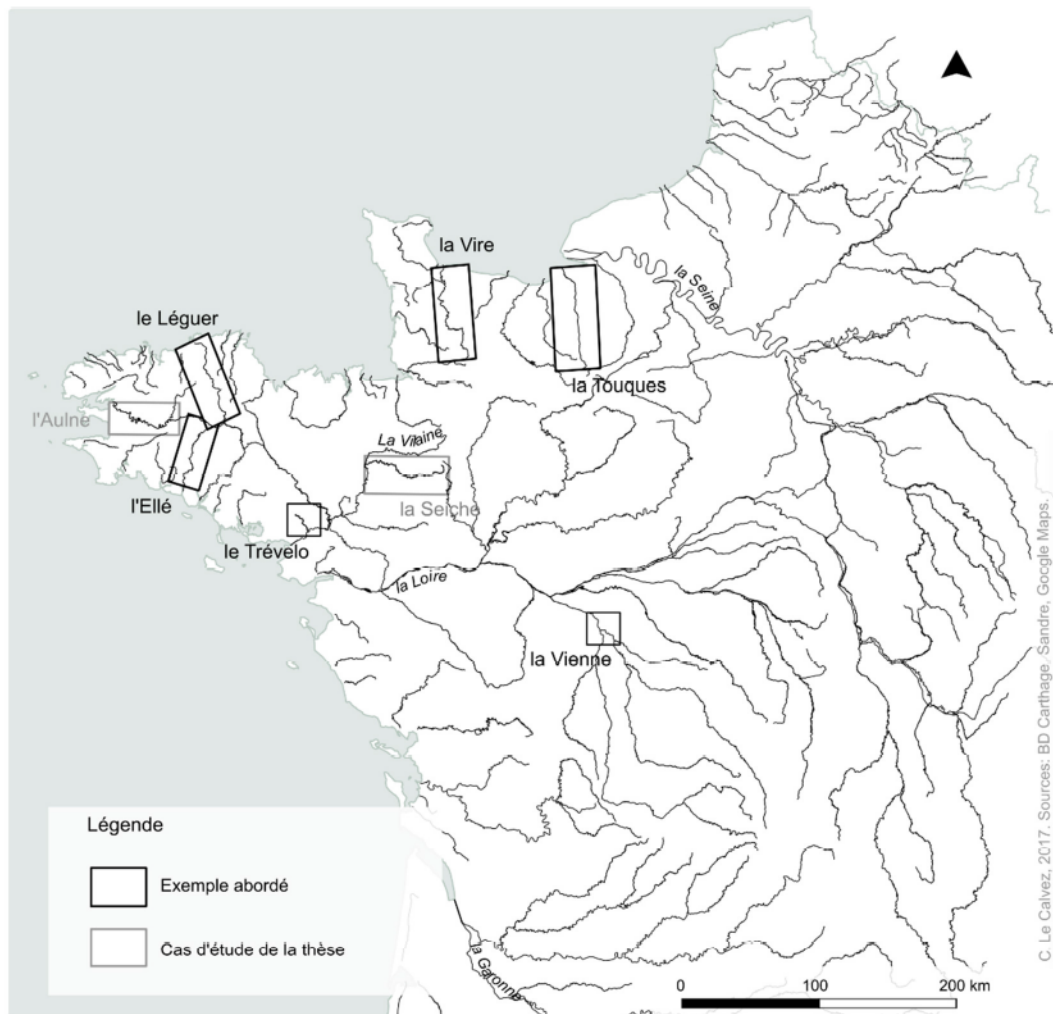 la Vire
la Seine
le Léguer
la Touques
l'Aulne
La Vilaine
la Seiche
l'Ellé
le Trévelo
la Loire
la Vienne
la Garonne
Légende
Exemple abordé
Cas d'étude de la thèse
0 100 200 km
C. Le Calvez, 2017. Sources: BD Carthage, Sandre, Google Maps.